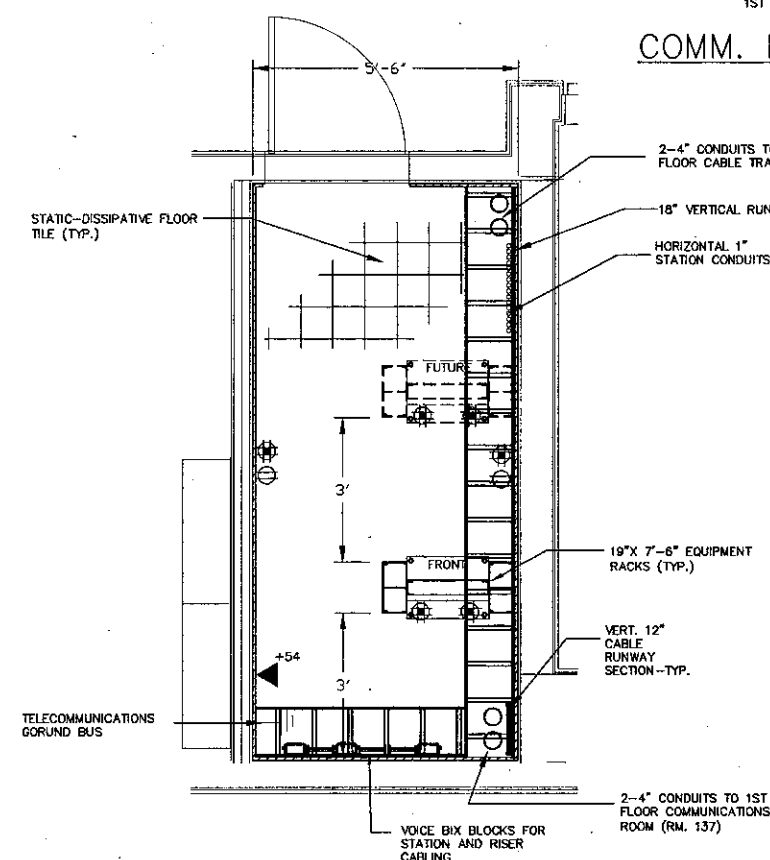 1ST
COMM.
5'-6"
2-4" CONDUITS TO
FLOOR CABLE TRA
STATIC-DISSIPATIVE FLOOR
TILE (TYP.)
18" VERTICAL RUN
HORIZONTAL 1"
STATION CONDUITS
FUTURE
3'
FRONT
19"X 7'-6" EQUIPMENT
RACKS (TYP.)
VERT. 12"
CABLE
RUNWAY
SECTION-TYP.
+54
3'
TELECOMMUNICATIONS
GORUND BUS
2-4" CONDUITS TO 1ST
FLOOR COMMUNICATIONS
ROOM (RM. 137)
VOICE BIX BLOCKS FOR
STATION AND RISER
CABLING